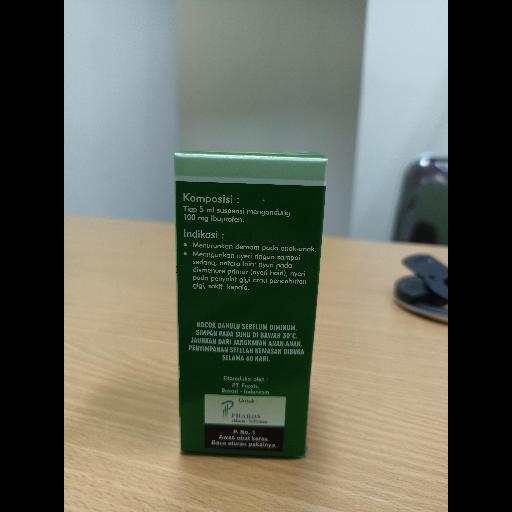 Komposisi :
Tiap 5 ml suspensi mengandung
100 mg Ibuprofen.
Indikasi :
• Menurunkan demam pada anak-anak.
• Meringankan nyeri ringan sampai
sedang, antara lain: nyeri pada
dismenore primer (nyeri haid), nyeri
pada penyakit gigi atau pencabutan
gigi, sakit kepala.
KOCOK DAHULU SEBELUM DIMINUM.
SIMPAN PADA SUHU DI BAWAH 30°C.
JAUHKAN DARI JANGKAUAN ANAK-ANAK.
PENYIMPANAN SETELAH KEMASAN DIBUKA
SELAMA 60 HARI.
Diproduksi oleh :
PT
Bekasi - Indonesia
Untuk :
PHAROS
P. No. 1
Awas obat keras.
Baca aturan pakainya.